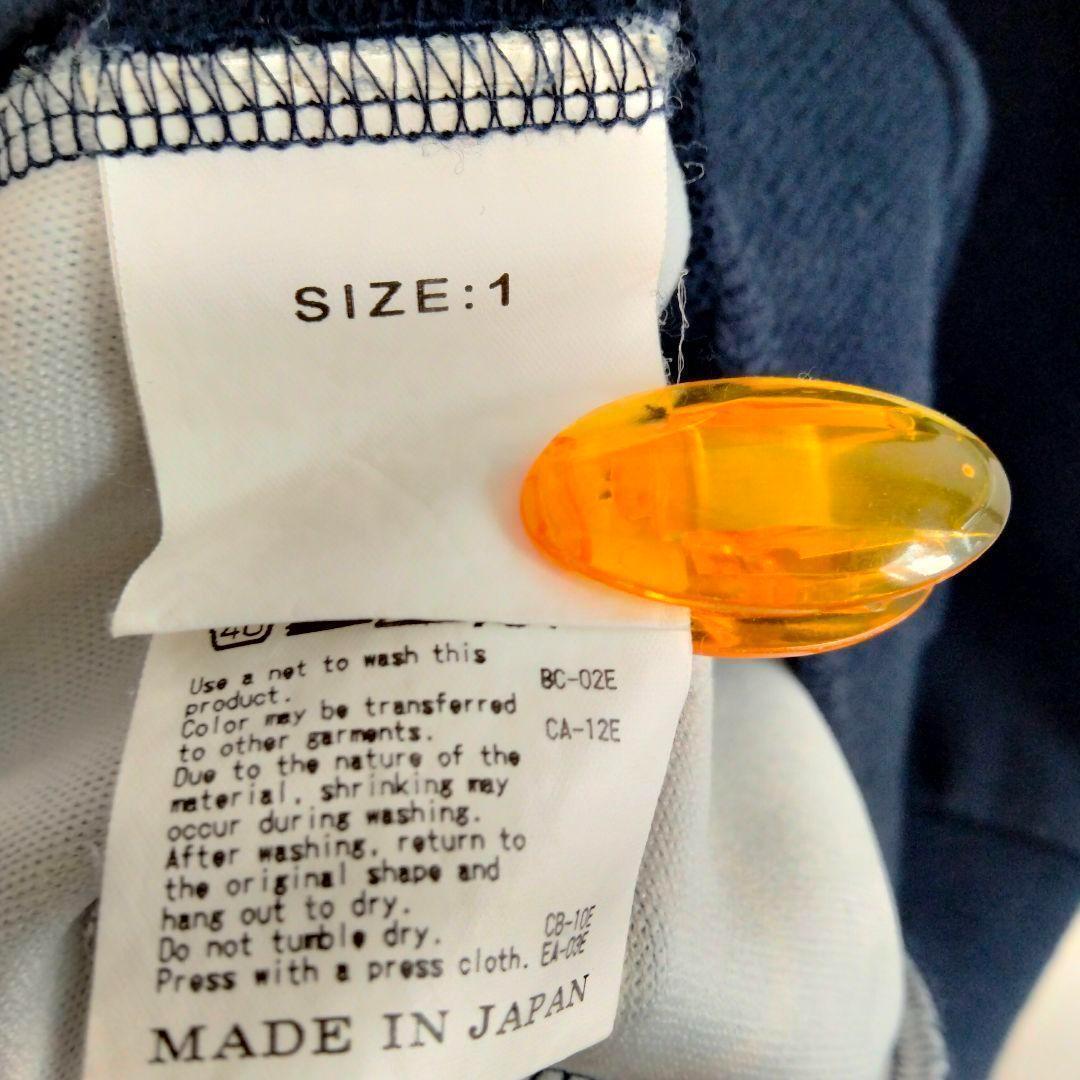 SIZE:1
40
Use a net to wash this
product.
BC-02E
Color may be transferred
to other garments.
CA-12E
Due to the nature of the
material, shrinking may
occur during washing.
After washing, return to
the original shape and
hang out to dry.
CB-10E
Do not tumble dry.
EA-03E
Press with a press cloth.
MADE IN JAPAN